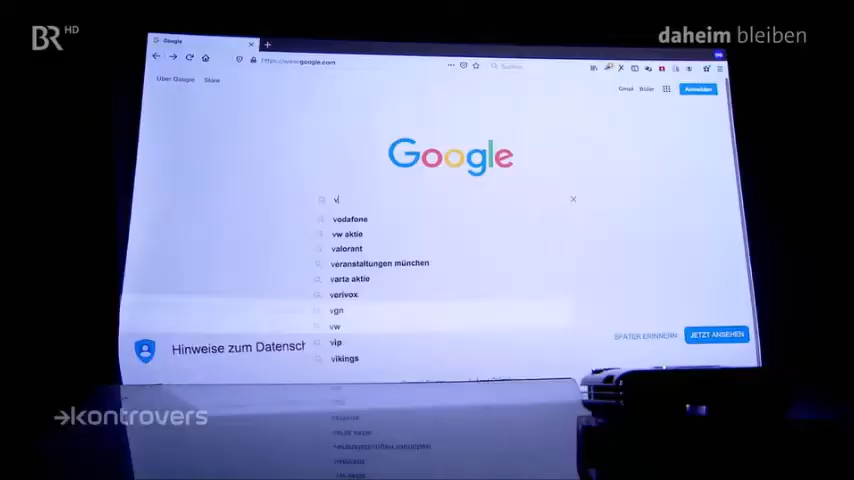 BR HD
daheim bleiben
Google
https://www.google.com
Suchen
Über Google Store
Gmail Bilder
Anmelden
Google
v
vodafone
vw aktie
valorant
veranstaltungen münchen
varta aktie
verivox
vgn
vw
vip
vikings
Hinweise zum Datensch
SPÄTER ERINNERN
JETZT ANSEHEN
kontrovers